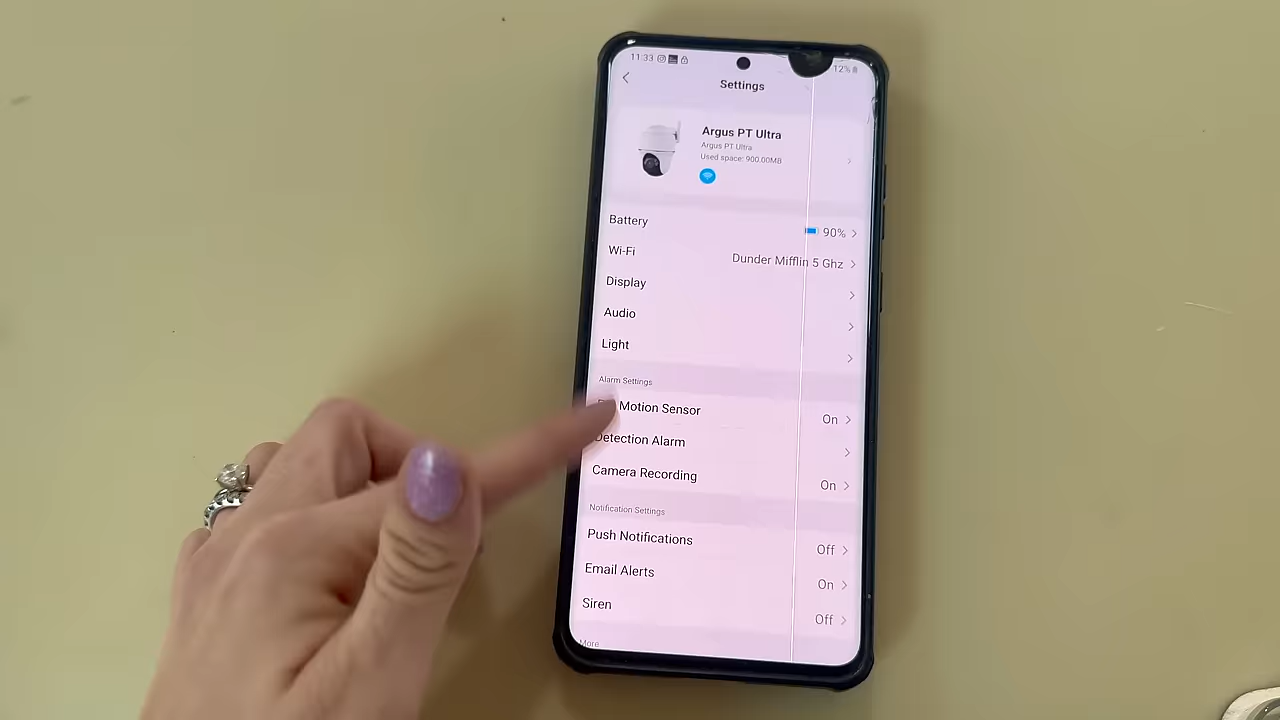 11:33 12%
Settings
Argus PT Ultra
Argus PT Ultra
Used space: 900.00MB
Battery 90%
Wi-Fi Dunder Mifflin 5 Ghz
Display
Audio
Light
Alarm Settings
Motion Sensor On
Detection Alarm
Camera Recording On
Notification Settings
Push Notifications Off
Email Alerts On
Siren Off
More